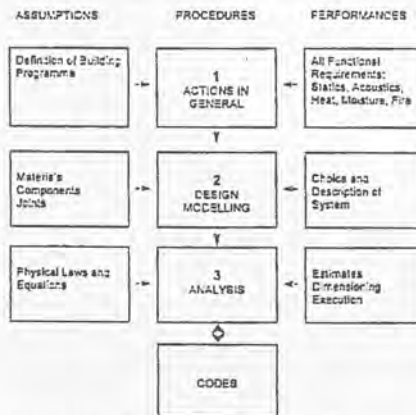 ASSUMPTIONS PROCEDURES PERFORMANCES
Definition of Building
Programme
1
ACTIONS IN
GENERAL
All Functional
Requirements:
Statics, Acoustics,
Heat, Moisture, Fire
Materials
Components
Joints
2
DESIGN
MODELLING
Choice and
Description of
System
Physical Laws and
Equations
3
ANALYSIS
Estimates
Dimensioning
Execution
CODES